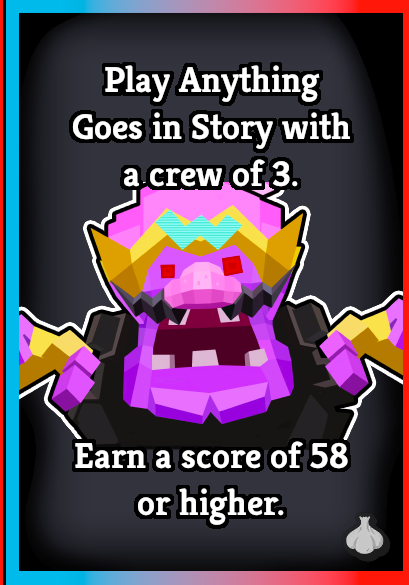 Play Anything
Goes in Story with
a crew of 3.
Earn a score of 58
or higher.